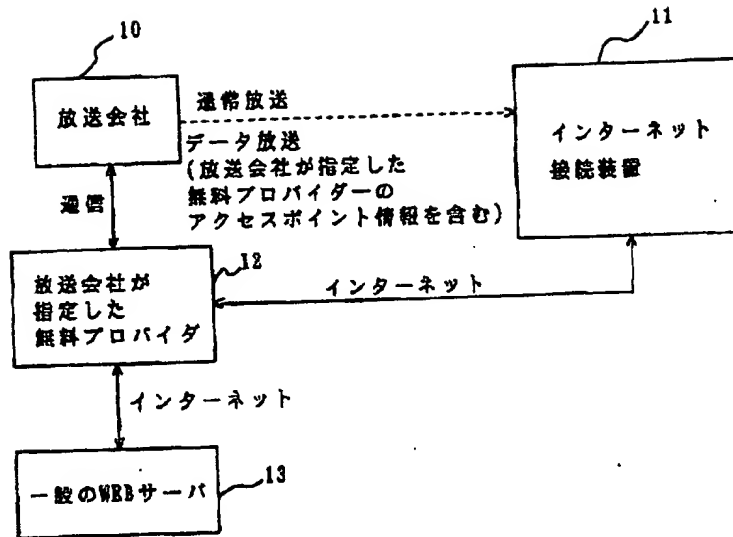 10
11
放送会社
通常放送
データ放送
(放送会社が指定した
無料プロバイダーの
アクセスポイント情報を含む)
インターネット
接続装置
通信
12
放送会社が
指定した
無料プロバイダ
インターネット
インターネット
一般のWEBサーバ
13